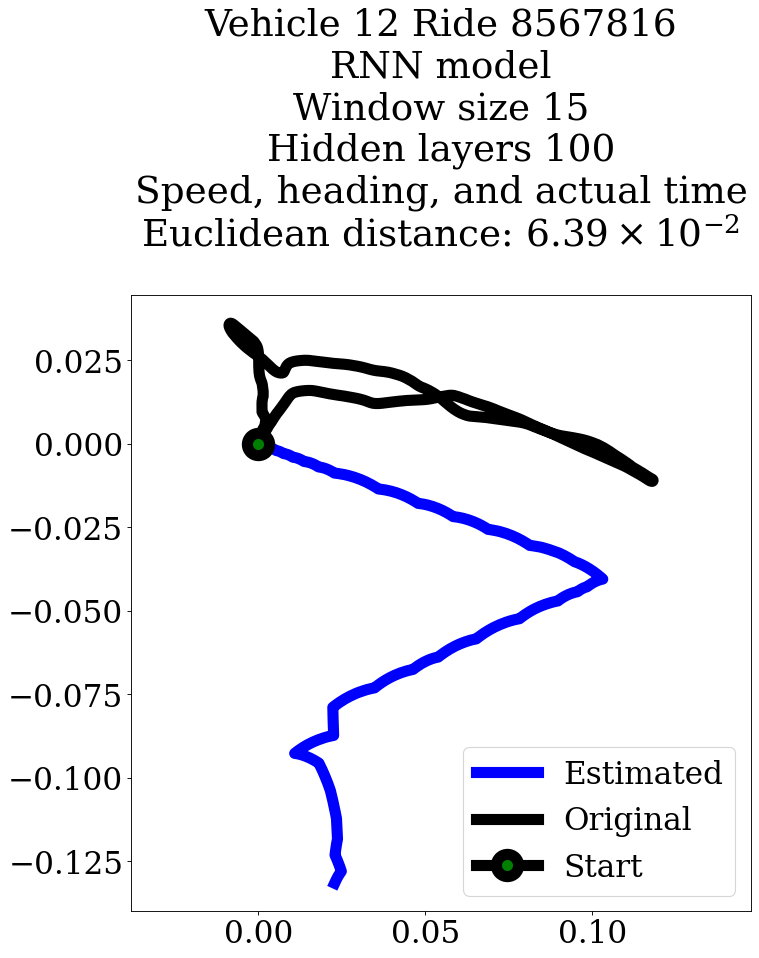 Vehicle 12 Ride 8567816
RNN model
Window size 15
Hidden layers 100
Speed, heading, and actual time
Euclidean distance: 6.39 × 10⁻²
0.025
0.000
−0.025
−0.050
−0.075
−0.100
−0.125
Estimated
Original
Start
0.00 0.05 0.10